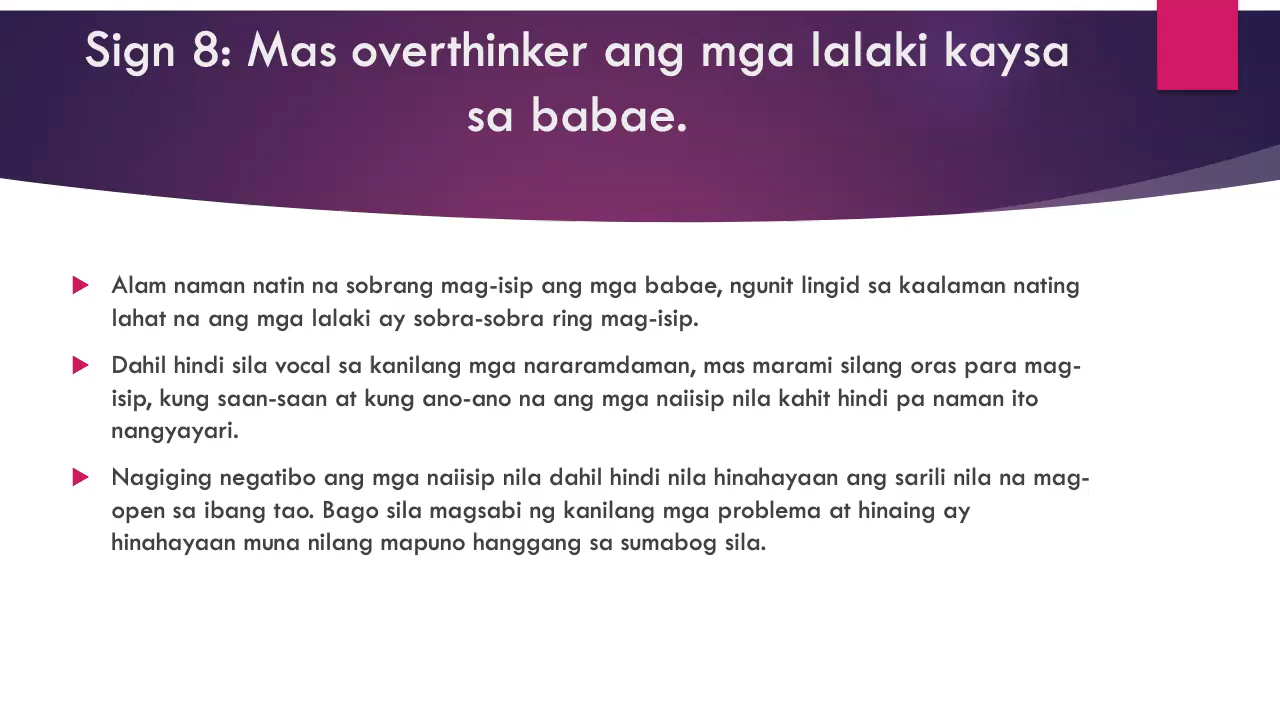 Sign 8: Mas overthinker ang mga lalaki kaysa
sa babae.
Alam naman natin na sobrang mag-isip ang mga babae, ngunit lingid sa kaalaman nating
lahat na ang mga lalaki ay sobra-sobra ring mag-isip.
Dahil hindi sila vocal sa kanilang mga nararamdaman, mas marami silang oras para mag-
isip, kung saan-saan at kung ano-ano na ang mga naiisip nila kahit hindi pa naman ito
nangyayari.
Nagiging negatibo ang mga naiisip nila dahil hindi nila hinahayaan ang sarili nila na mag-
open sa ibang tao. Bago sila magsabi ng kanilang mga problema at hinaing ay
hinahayaan muna nilang mapuno hanggang sa sumabog sila.